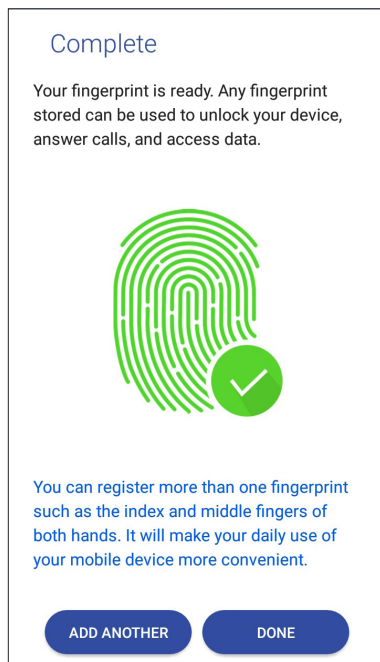 Complete
Your fingerprint is ready. Any fingerprint
stored can be used to unlock your device,
answer calls, and access data.
You can register more than one fingerprint
such as the index and middle fingers of
both hands. It will make your daily use of
your mobile device more convenient.
ADD ANOTHER
DONE